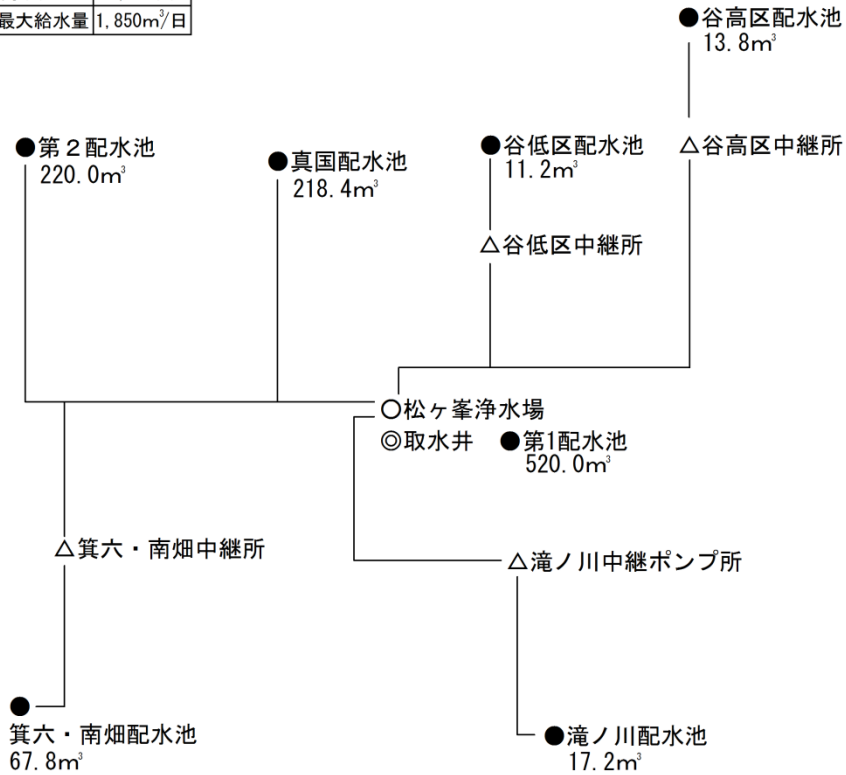 最大給水量 1,850m³/日
●谷高区配水池
13.8m³
●第２配水池
220.0m³
●真国配水池
218.4m³
●谷低区配水池
11.2m³
△谷高区中継所
△谷低区中継所
○松ヶ峯浄水場
◎取水井 ●第1配水池
520.0m³
△箕六・南畑中継所
△滝ノ川中継ポンプ所
箕六・南畑配水池
67.8m³
●滝ノ川配水池
17.2m³